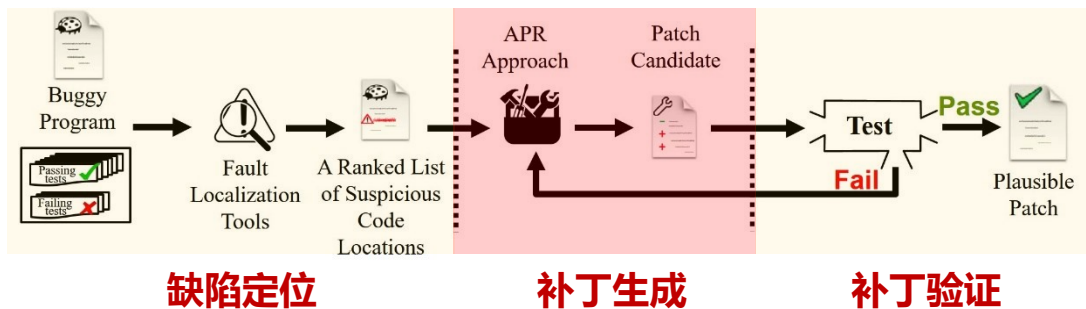 Buggy
Program
Passing
tests
Failing
tests
Fault
Localization
Tools
A Ranked List
of Suspicious
Code
Locations
APR
Approach
Patch
Candidate
Test
Pass
Fail
Plausible
Patch
缺陷定位
补丁生成
补丁验证